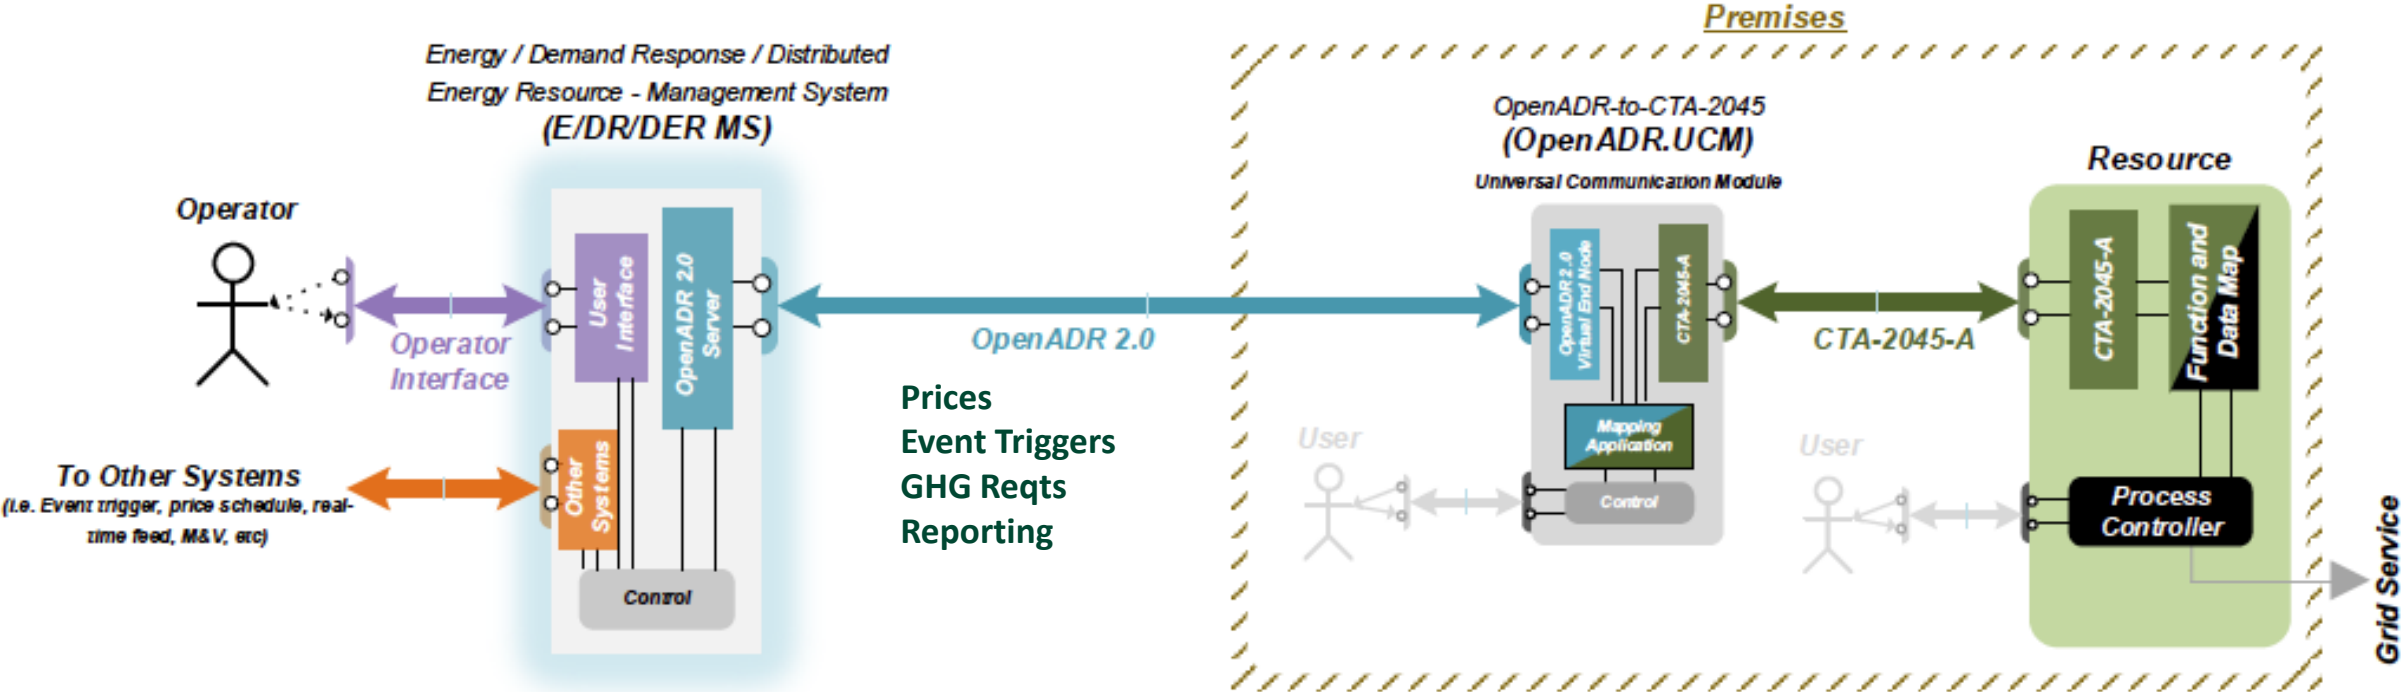 Premises
Energy / Demand Response / Distributed
Energy Resource - Management System
(E/DR/DER MS)
OpenADR-to-CTA-2045
(OpenADR.UCM)
Universal Communication Module
Resource
Operator
User
Interface
OpenADR 2.0
Server
OpenADR 2.0
Virtual End Node
CTA-2045-A
CTA-2045-A
Function and
Data Map
Operator
Interface
OpenADR 2.0
CTA-2045-A
Prices
Event Triggers
GHG Reqts
Reporting
Mapping
Application
User
User
To Other Systems
(i.e. Event trigger, price schedule, real-
time feed, M&V, etc)
Other
Systems
Control
Process
Controller
Control
Grid Service